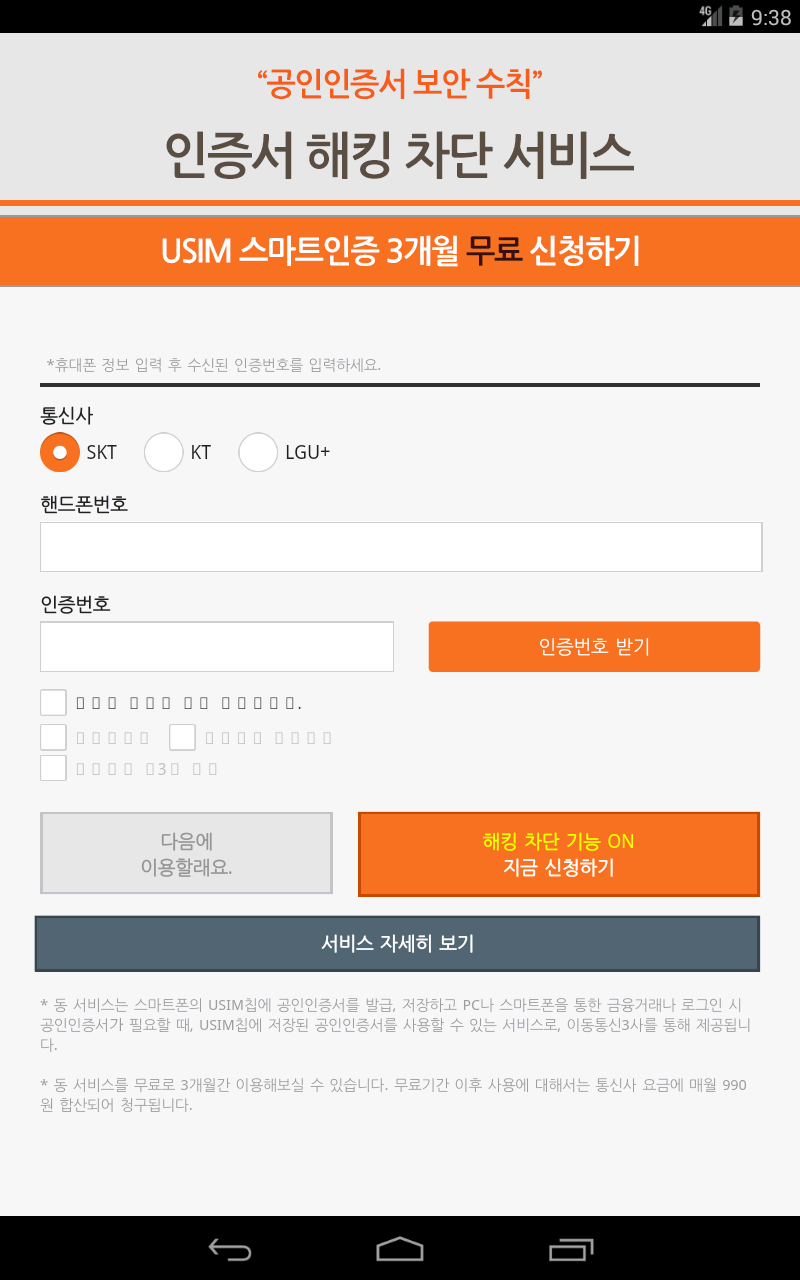 4G 9:38
“공인인증서 보안 수칙”
인증서 해킹 차단 서비스
USIM 스마트인증 3개월 무료 신청하기
*휴대폰 정보 입력 후 수신된 인증번호를 입력하세요.
통신사
SKT KT LGU+
핸드폰번호
인증번호
인증번호 받기
3
다음에
이용할래요.
해킹 차단 기능 ON
지금 신청하기
서비스 자세히 보기
* 동 서비스는 스마트폰의 USIM칩에 공인인증서를 발급, 저장하고 PC나 스마트폰을 통한 금융거래나 로그인 시
공인인증서가 필요할 때, USIM칩에 저장된 공인인증서를 사용할 수 있는 서비스로, 이동통신3사를 통해 제공됩니
다.
* 동 서비스를 무료로 3개월간 이용해보실 수 있습니다. 무료기간 이후 사용에 대해서는 통신사 요금에 매월 990
원 합산되어 청구됩니다.